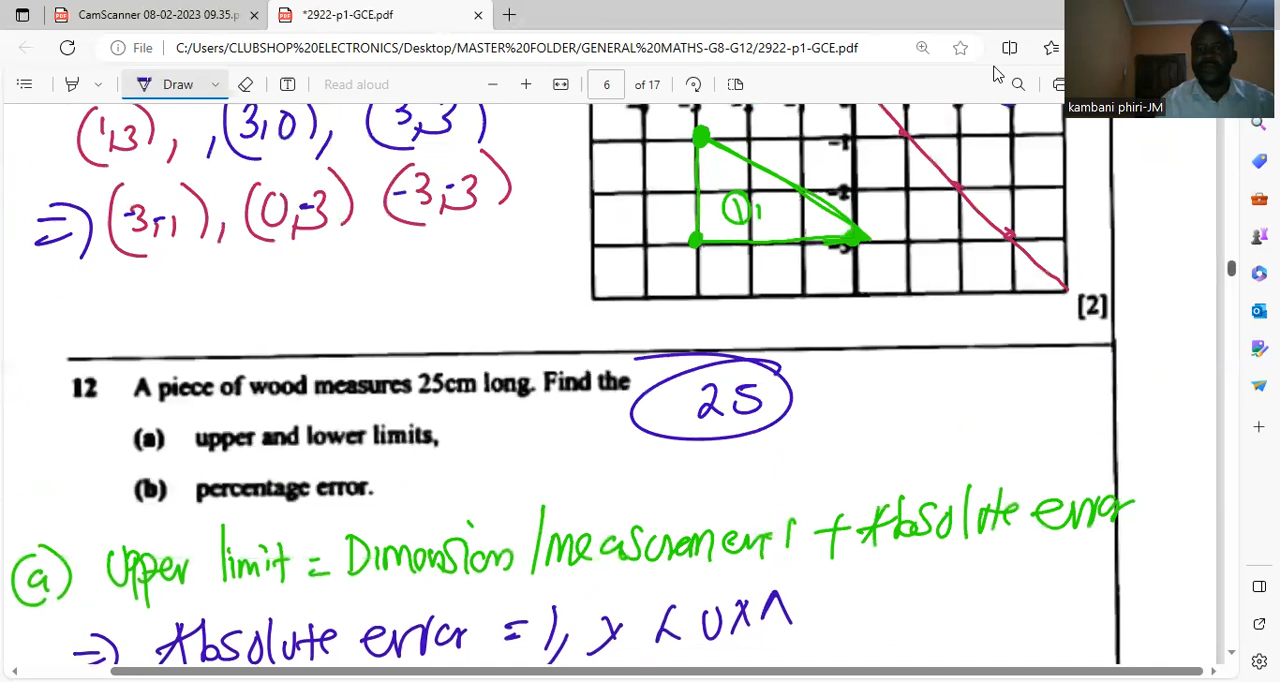 CamScanner 08-02-2023 09.35.p
*2922-p1-GCE.pdf
File
C:/Users/CLUBSHOP%20ELECTRONICS/Desktop/MASTER%20FOLDER/GENERAL%20MATHS-G8-G12/2922-p1-GCE.pdf
Draw
Read aloud
6 of 17
kambani phiri-JM
(1,3), ,(3,0), (3,3)
=> (-3,-1), (0,-3) (-3,-3)
-1
-2
-3
[2]
12 A piece of wood measures 25cm long. Find the
25
(a) upper and lower limits,
(b) percentage error.
(a) Upper limit = Dimension/measurement + Absolute error
=> Absolute error = 1/2 x